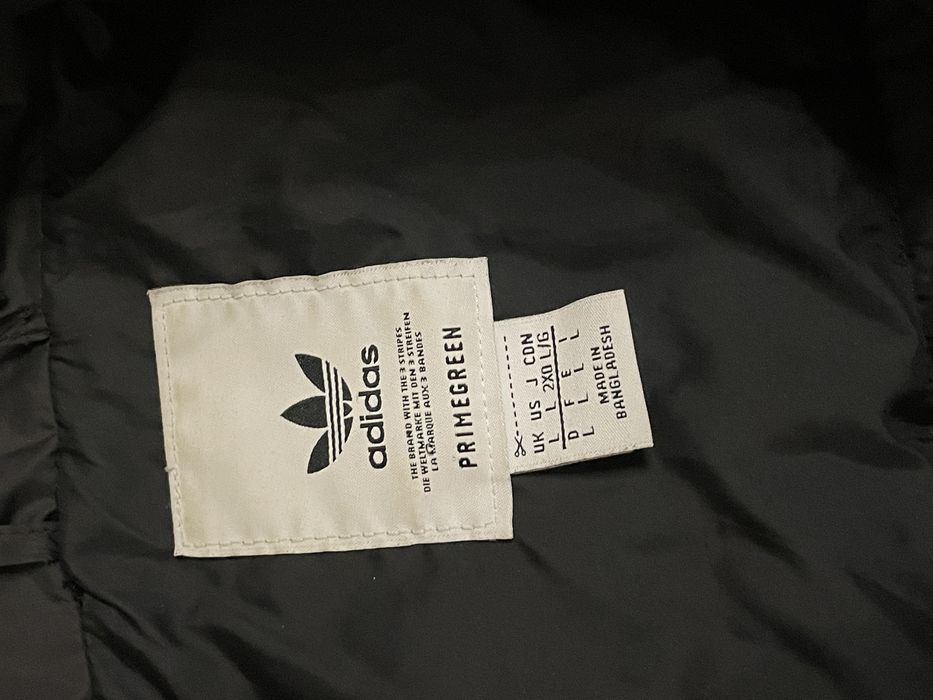 adidas
THE BRAND WITH THE 3 STRIPES
DIE WELTMARKE MIT DEN 3 STREIFEN
LA MARQUE AUX 3 BANDES
PRIMEGREEN
UK US J CDN
L L 2XO L/G
D F E I
L L L L
MADE IN
BANGLADESH